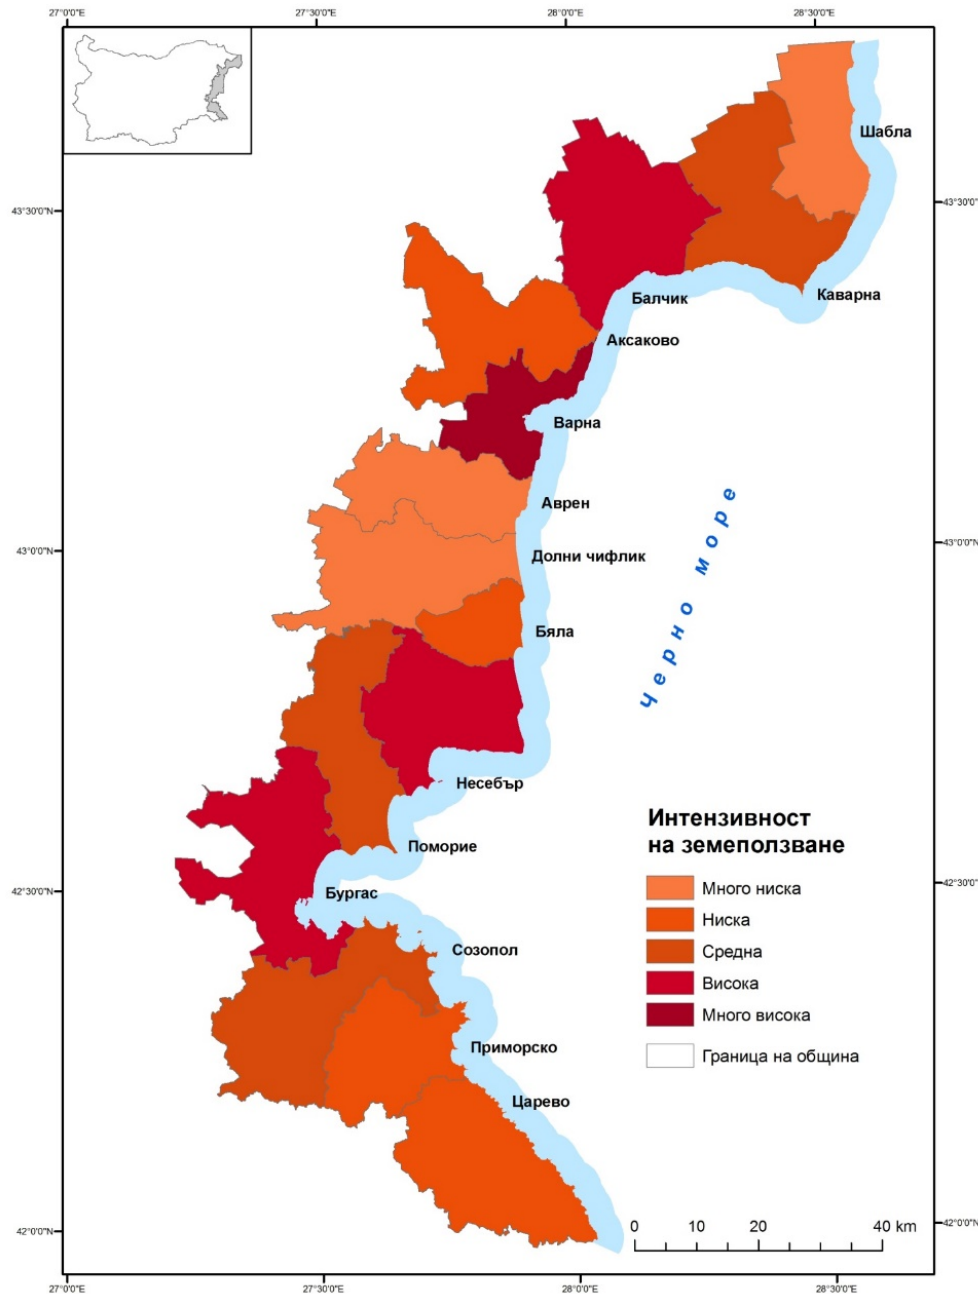 27°0'0"E
27°30'0"E
28°0'0"E
28°30'0"E
Шабла
43°30'0"N
43°30'0"N
Балчик
Каварна
Аксаково
Варна
Аврен
43°0'0"N
43°0'0"N
Долни чифлик
Бяла
Черно море
Несебър
Поморие
Бургас
42°30'0"N
42°30'0"N
Созопол
Приморско
Царево
Интензивност
на земеползване
Много ниска
Ниска
Средна
Висока
Много висока
Граница на община
42°0'0"N
42°0'0"N
0 10 20 40 km
27°0'0"E
27°30'0"E
28°0'0"E
28°30'0"E